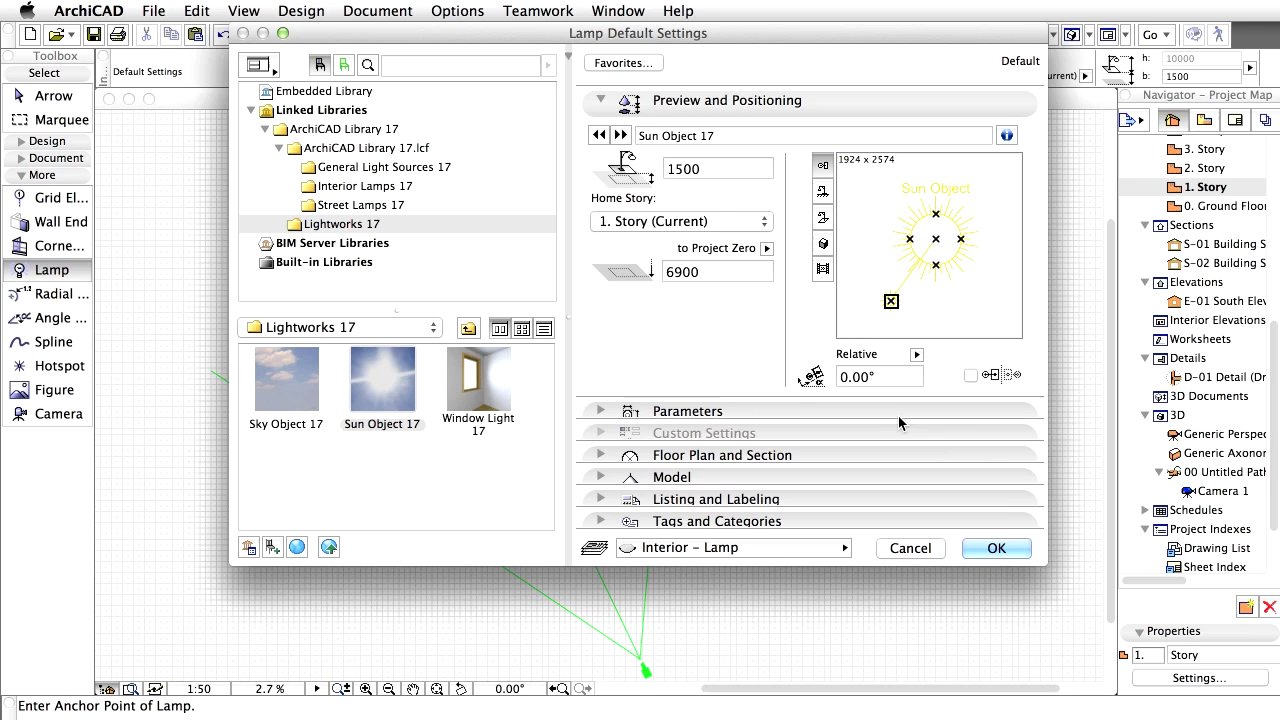 ArchiCAD File Edit View Design Document Options Teamwork Window Help
Lamp Default Settings
Toolbox
Select
Arrow
Marquee
Design
Document
More
Grid El...
Wall End
Corne...
Lamp
Radial ...
Angle ...
Spline
Hotspot
Figure
Camera
Default Settings
Embedded Library
Linked Libraries
ArchiCAD Library 17
ArchiCAD Library 17.lcf
General Light Sources 17
Interior Lamps 17
Street Lamps 17
Lightworks 17
BIM Server Libraries
Built-in Libraries
Lightworks 17
Sky Object 17
Sun Object 17
Window Light
17
Favorites...
Default
Preview and Positioning
Sun Object 17
1500
Home Story:
1. Story (Current)
to Project Zero
6900
1924 x 2574
Sun Object
Relative
0.00°
Parameters
Custom Settings
Floor Plan and Section
Model
Listing and Labeling
Tags and Categories
Interior - Lamp
Cancel
OK
Go
urrent)
h:
10000
b:
1500
Navigator - Project Map
3. Story
2. Story
1. Story
0. Ground Floor
Sections
S-01 Building S
S-02 Building S
Elevations
E-01 South Elev
Interior Elevations
Worksheets
Details
D-01 Detail (Dr
3D Documents
3D
Generic Perspec
Generic Axonor
00 Untitled Path
Camera 1
Schedules
Project Indexes
Drawing List
Sheet Index
Properties
1.
Story
Settings...
1:50
2.7 %
0.00°
Enter Anchor Point of Lamp.